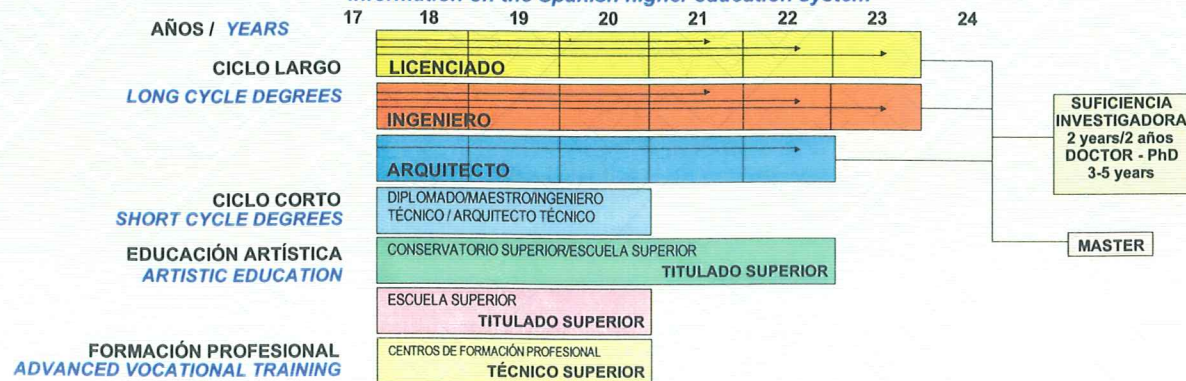 Information on the Spanish higher education system
AÑOS / YEARS 17 18 19 20 21 22 23 24
CICLO LARGO
LONG CYCLE DEGREES
LICENCIADO
INGENIERO
ARQUITECTO
CICLO CORTO
SHORT CYCLE DEGREES
DIPLOMADO/MAESTRO/INGENIERO
TÉCNICO / ARQUITECTO TÉCNICO
EDUCACIÓN ARTÍSTICA
ARTISTIC EDUCATION
CONSERVATORIO SUPERIOR/ESCUELA SUPERIOR
TITULADO SUPERIOR
ESCUELA SUPERIOR
TITULADO SUPERIOR
FORMACIÓN PROFESIONAL
ADVANCED VOCATIONAL TRAINING
CENTROS DE FORMACIÓN PROFESIONAL
TÉCNICO SUPERIOR
SUFICIENCIA
INVESTIGADORA
2 years/2 años
DOCTOR - PhD
3-5 years
MASTER